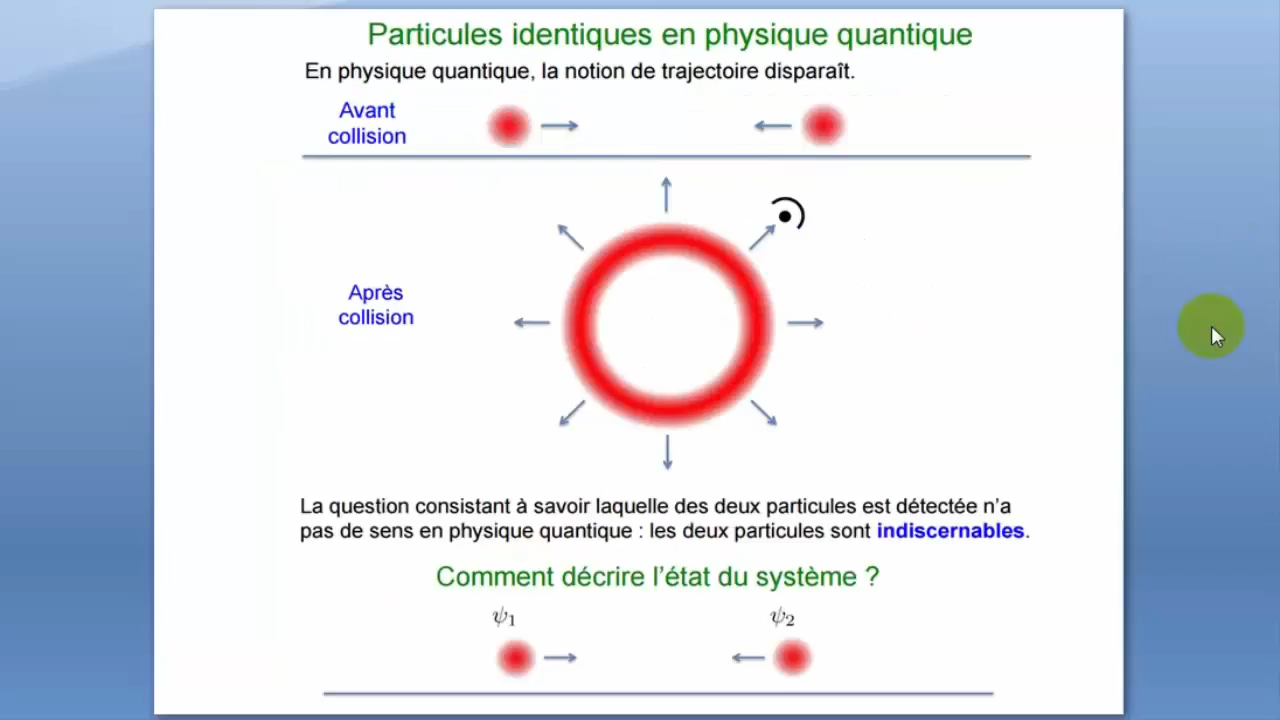 Particules identiques en physique quantique
En physique quantique, la notion de trajectoire disparaît.
Avant
collision
Après
collision
La question consistant à savoir laquelle des deux particules est détectée n’a
pas de sens en physique quantique : les deux particules sont indiscernables.
Comment décrire l’état du système ?
ψ₁ ψ₂